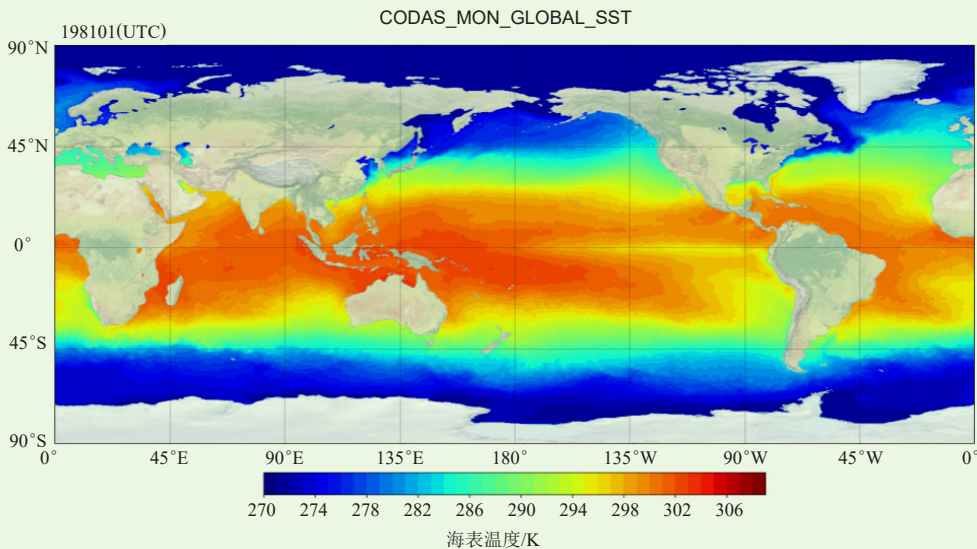 CODAS_MON_GLOBAL_SST
198101(UTC)
90°N
45°N
0°
45°S
90°S
0° 45°E 90°E 135°E 180° 135°W 90°W 45°W 0°
270 274 278 282 286 290 294 298 302 306
海表温度/K